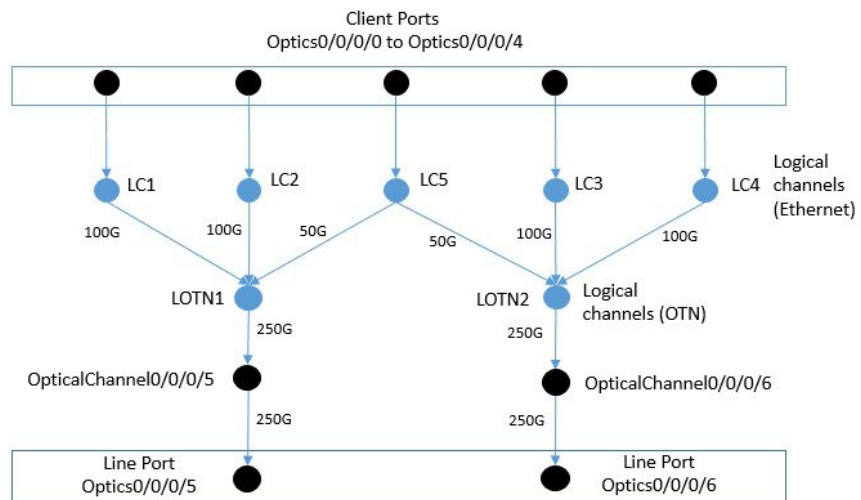 Client Ports
Optics0/0/0/0 to Optics0/0/0/4
LC1
LC2
LC5
LC3
LC4
Logical
channels
(Ethernet)
100G
100G
50G
50G
100G
100G
LOTN1
LOTN2
Logical
channels (OTN)
250G
250G
OpticalChannel0/0/0/5
OpticalChannel0/0/0/6
250G
250G
Line Port
Optics0/0/0/5
Line Port
Optics0/0/0/6